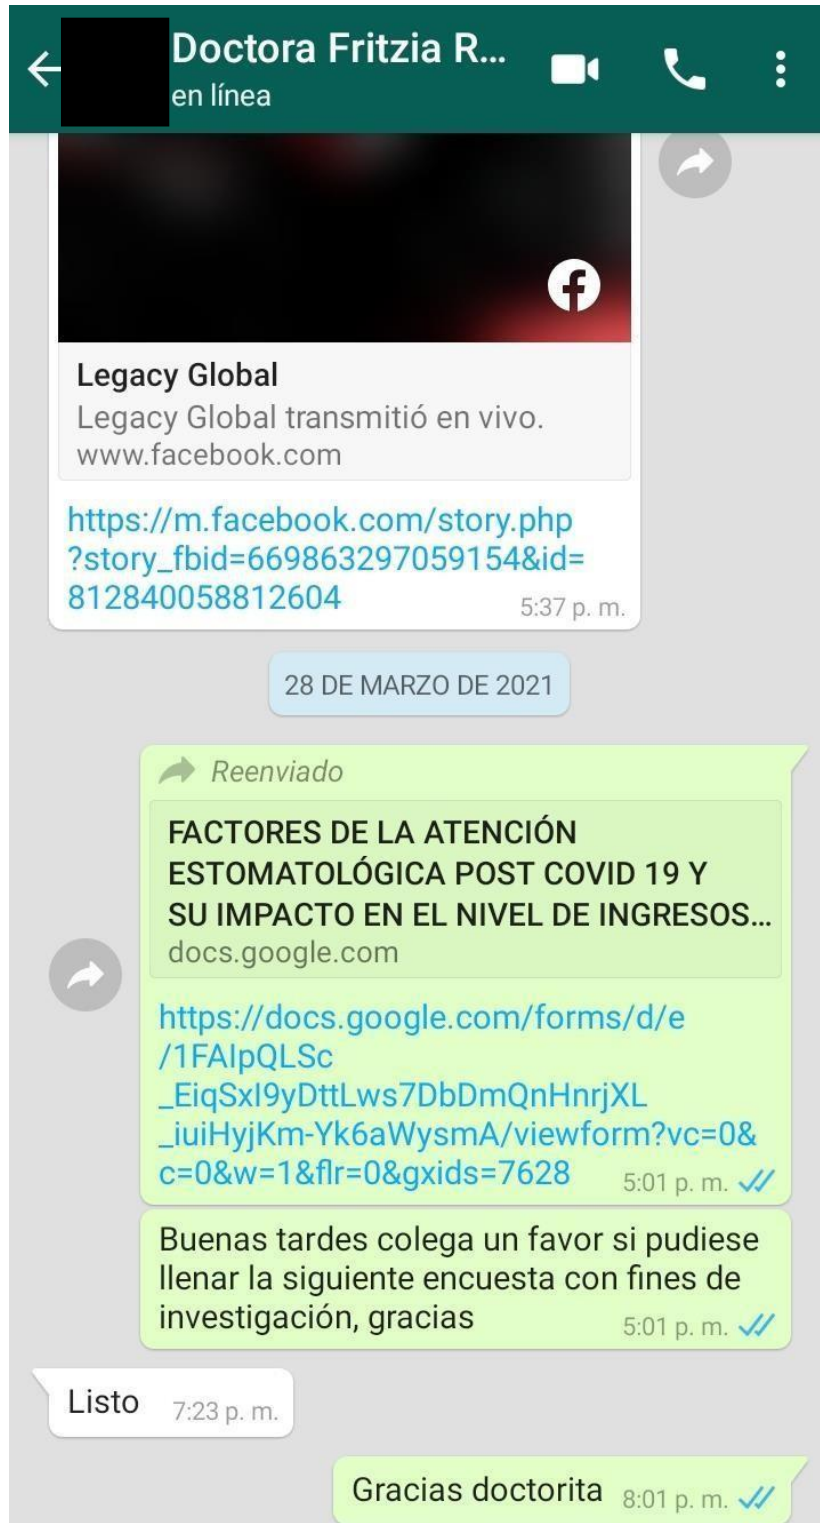 Doctora Fritzia R...
en línea
Legacy Global
Legacy Global transmitió en vivo.
www.facebook.com
https://m.facebook.com/story.php
?story_fbid=669863297059154&id=
812840058812604
5:37 p. m.
28 DE MARZO DE 2021
Reenviado
FACTORES DE LA ATENCIÓN
ESTOMATOLÓGICA POST COVID 19 Y
SU IMPACTO EN EL NIVEL DE INGRESOS...
docs.google.com
https://docs.google.com/forms/d/e
/1FAIpQLSc
_EiqSxI9yDttLws7DbDmQnHnrjXL
_iuiHyjKm-Yk6aWysmA/viewform?vc=0&
c=0&w=1&flr=0&gxids=7628
5:01 p. m.
Buenas tardes colega un favor si pudiese
llenar la siguiente encuesta con fines de
investigación, gracias
5:01 p. m.
Listo
7:23 p. m.
Gracias doctorita
8:01 p. m.